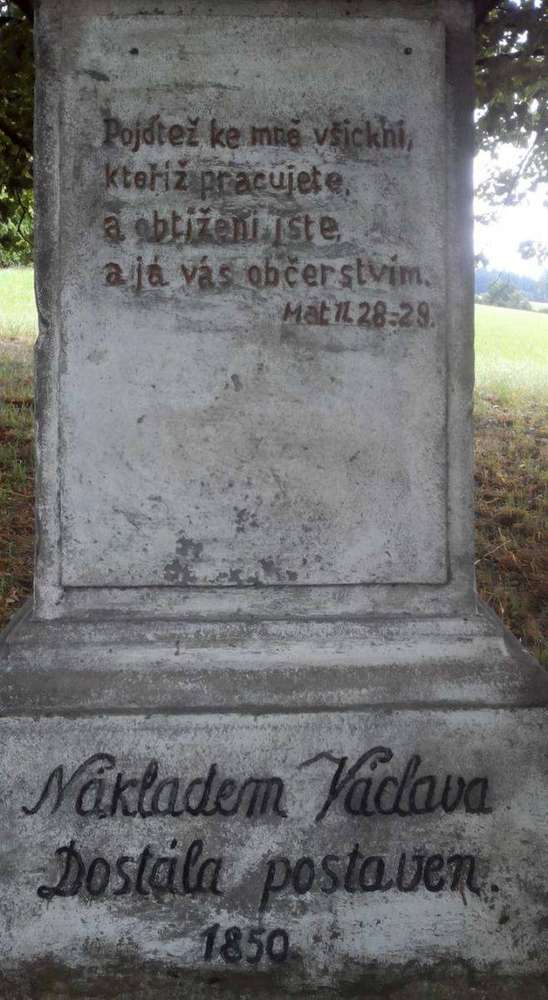 Pojďtež ke mně všickni,
kteříž pracujete,
a obtíženi jste,
a já vás občerstvím.
Mat 11 28-29.
Nákladem Václava
Dostála postaven.
1850.